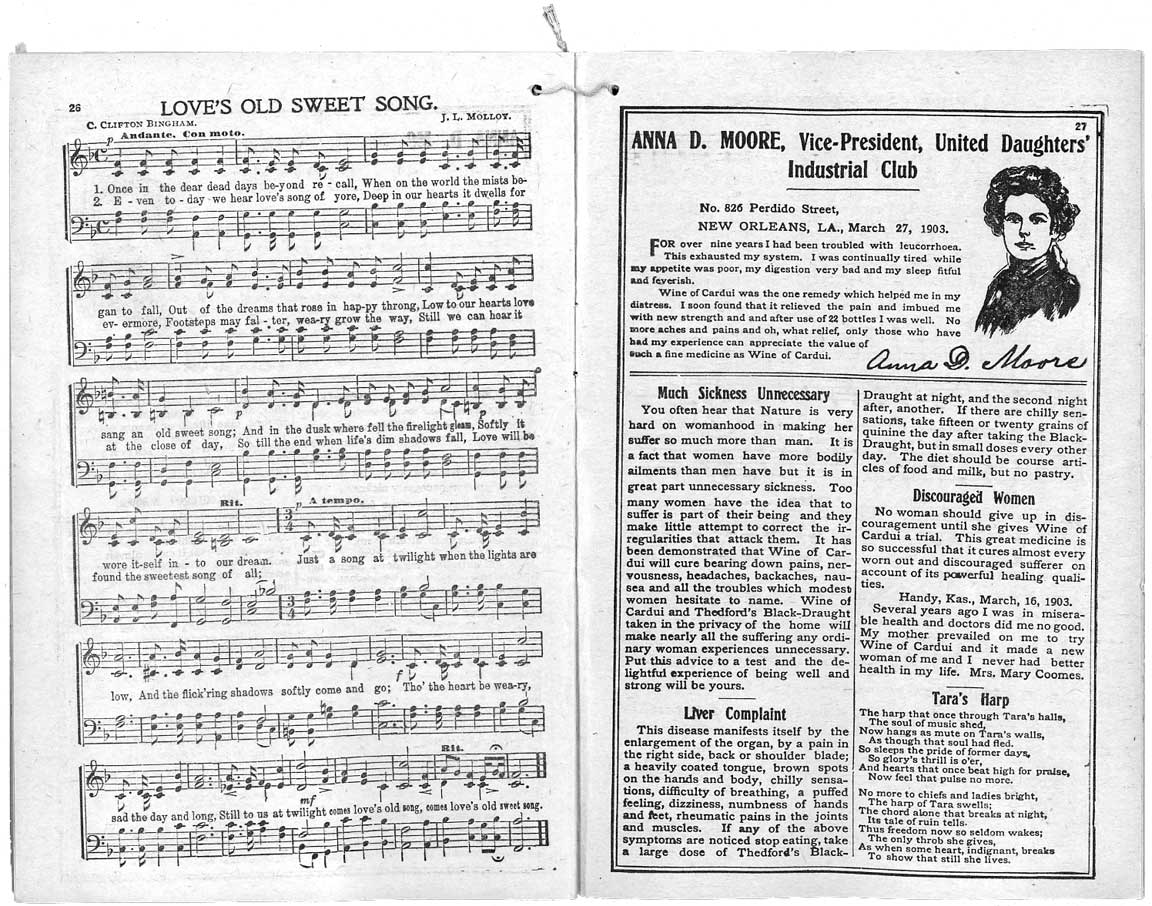 26
LOVE'S OLD SWEET SONG.
C. CLIFTON BINGHAM.
J. L. MOLLOY.
p Andante. Con moto.
1. Once in the dear dead days be-yond re - call, When on the world the mists be-
2. E - ven to - day we hear love's song of yore, Deep in our hearts it dwells for
gan to fall, Out of the dreams that rose in hap-py throng, Low to our hearts love
ev- ermore, Footsteps may fal - ter, wea-ry grow the way, Still we can hear it
p p
sang an old sweet song; And in the dusk where fell the firelight gleam, Softly it
at the close of day, So till the end when life's dim shadows fall, Love will be
Rit. A tempo.
p
3
4
wore it-self in - to our dream. Just a song at twilight when the lights are
found the sweetest song of all;
3
4
f
low, And the flick'ring shadows softly come and go; Tho' the heart be wea-ry,
Rit.
mf
sad the day and long, Still to us at twilight comes love's old song, comes love's old sweet song.
27
ANNA D. MOORE, Vice-President, United Daughters'
Industrial Club
No. 826 Perdido Street,
NEW ORLEANS, LA., March 27, 1903.
FOR over nine years I had been troubled with leucorrhoea.
This exhausted my system. I was continually tired while
my appetite was poor, my digestion very bad and my sleep fitful
and feverish.
Wine of Cardui was the one remedy which helped me in my
distress. I soon found that it relieved the pain and imbued me
with new strength and and after use of 22 bottles I was well. No
more aches and pains and oh, what relief, only those who have
had my experience can appreciate the value of
such a fine medicine as Wine of Cardui.
Anna D. Moore
Much Sickness Unnecessary
You often hear that Nature is very
hard on womanhood in making her
suffer so much more than man. It is
a fact that women have more bodily
ailments than men have but it is in
great part unnecessary sickness. Too
many women have the idea that to
suffer is part of their being and they
make little attempt to correct the ir-
regularities that attack them. It has
been demonstrated that Wine of Car-
dui will cure bearing down pains, ner-
vousness, headaches, backaches, nau-
sea and all the troubles which modest
women hesitate to name. Wine of
Cardui and Thedford's Black-Draught
taken in the privacy of the home will
make nearly all the suffering any ordi-
nary woman experiences unnecessary.
Put this advice to a test and the de-
lightful experience of being well and
strong will be yours.
Liver Complaint
This disease manifests itself by the
enlargement of the organ, by a pain in
the right side, back or shoulder blade;
a heavily coated tongue, brown spots
on the hands and body, chilly sensa-
tions, difficulty of breathing, a puffed
feeling, dizziness, numbness of hands
and feet, rheumatic pains in the joints
and muscles. If any of the above
symptoms are noticed stop eating, take
a large dose of Thedford's Black-
Draught at night, and the second night
after, another. If there are chilly sen-
sations, take fifteen or twenty grains of
quinine the day after taking the Black-
Draught, but in small doses every other
day. The diet should be course arti-
cles of food and milk, but no pastry.
Discouraged Women
No woman should give up in dis-
couragement until she gives Wine of
Cardui a trial. This great medicine is
so successful that it cures almost every
worn out and discouraged sufferer on
account of its powerful healing quali-
ties.
Handy, Kas., March, 16, 1903.
Several years ago I was in misera-
ble health and doctors did me no good.
My mother prevailed on me to try
Wine of Cardui and it made a new
woman of me and I never had better
health in my life. Mrs. Mary Coomes.
Tara's Harp
The harp that once through Tara's halls,
The soul of music shed,
Now hangs as mute on Tara's walls,
As though that soul had fled.
So sleeps the pride of former days,
So glory's thrill is o'er,
And hearts that once beat high for praise,
Now feel that pulse no more.
No more to chiefs and ladies bright,
The harp of Tara swells;
The chord alone that breaks at night,
Its tale of ruin tells.
Thus freedom now so seldom wakes;
The only throb she gives,
As when some heart, indignant, breaks
To show that still she lives.